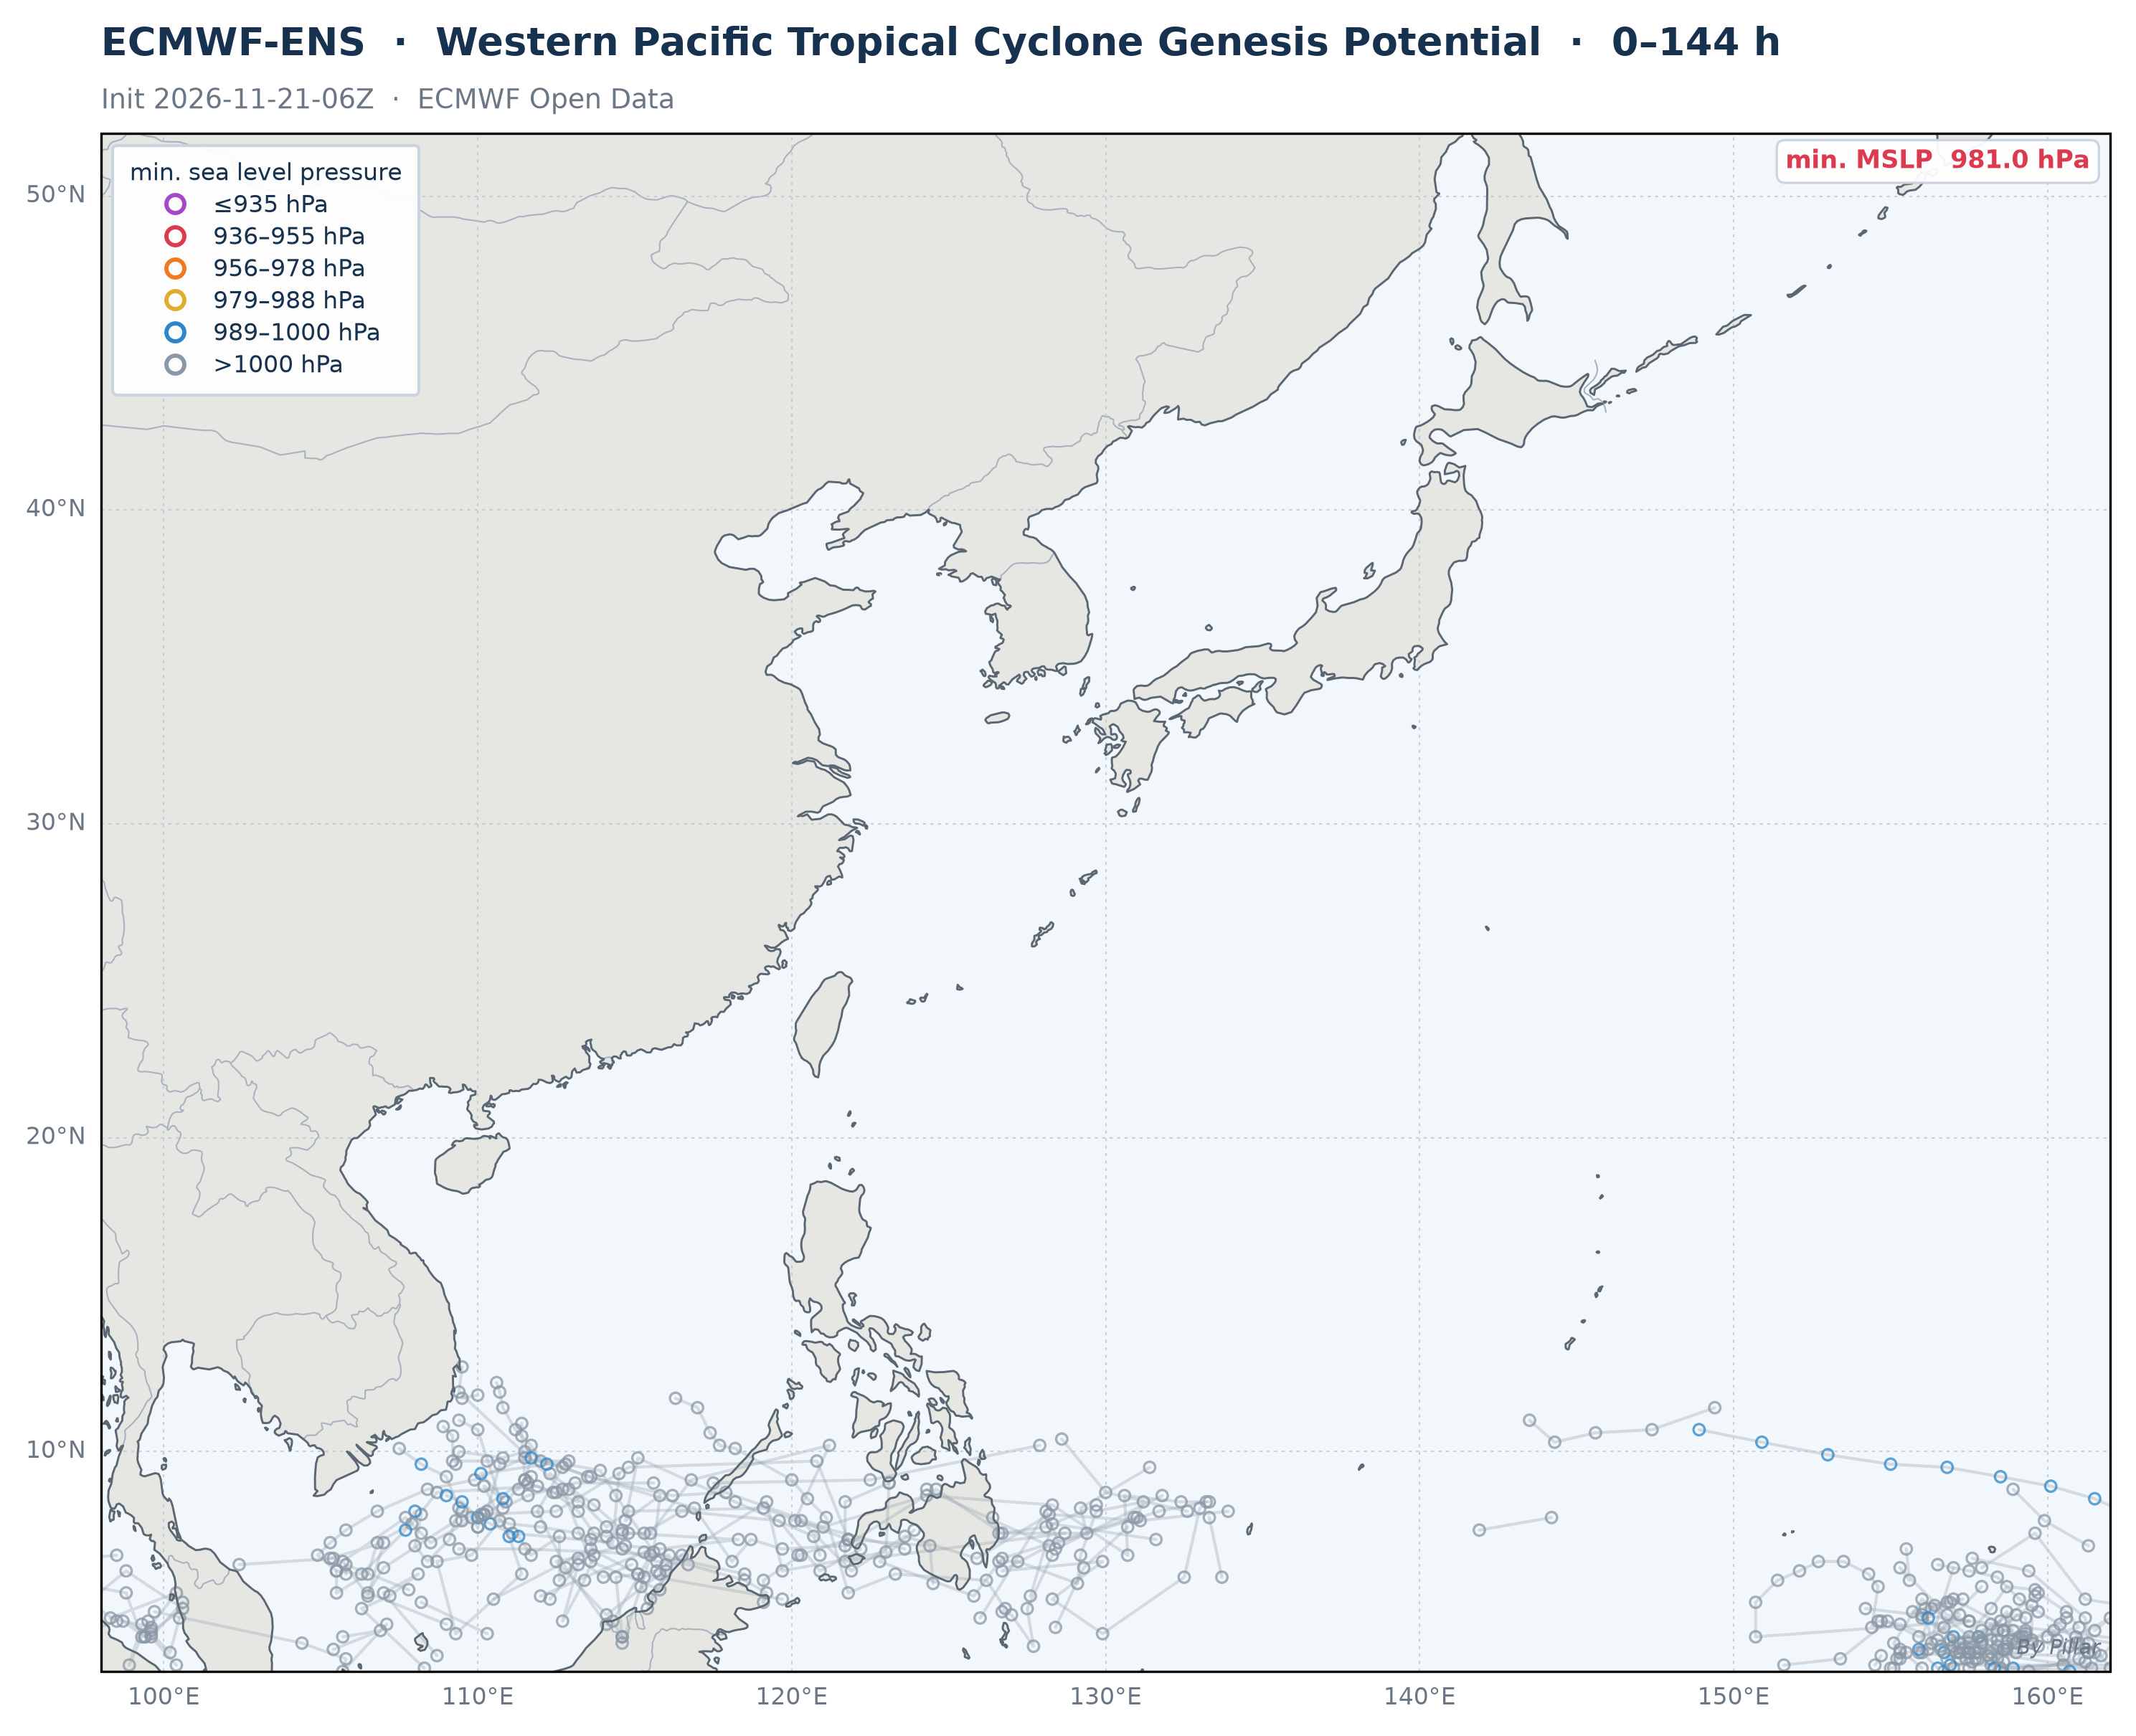 ECMWF-ENS · Western Pacific Tropical Cyclone Genesis Potential · 0–144 h
Init 2026-11-21-06Z · ECMWF Open Data
min. sea level pressure
≤935 hPa
936–955 hPa
956–978 hPa
979–988 hPa
989–1000 hPa
>1000 hPa
min. MSLP 981.0 hPa
50°N
40°N
30°N
20°N
10°N
By Pillar
100°E 110°E 120°E 130°E 140°E 150°E 160°E